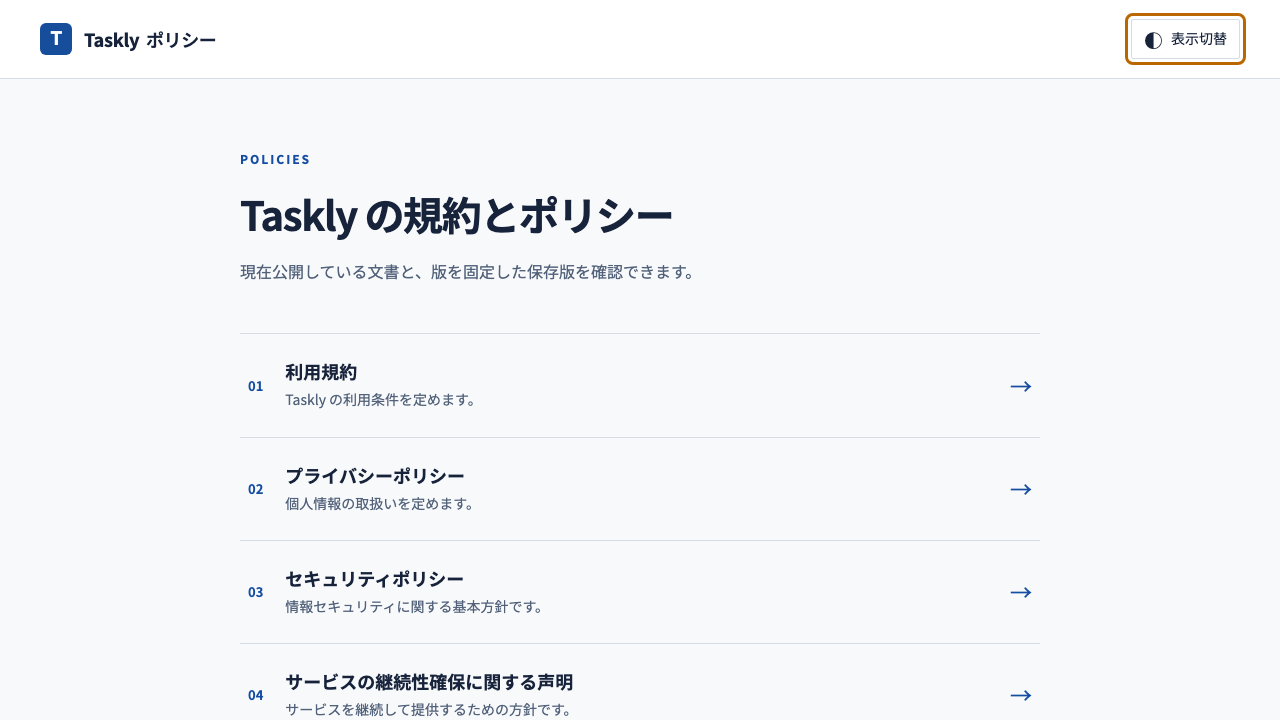 T
Taskly ポリシー
表示切替
POLICIES
Taskly の規約とポリシー
現在公開している文書と、版を固定した保存版を確認できます。
01
利用規約
Taskly の利用条件を定めます。
→
02
プライバシーポリシー
個人情報の取扱いを定めます。
→
03
セキュリティポリシー
情報セキュリティに関する基本方針です。
→
04
サービスの継続性確保に関する声明
サービスを継続して提供するための方針です。
→